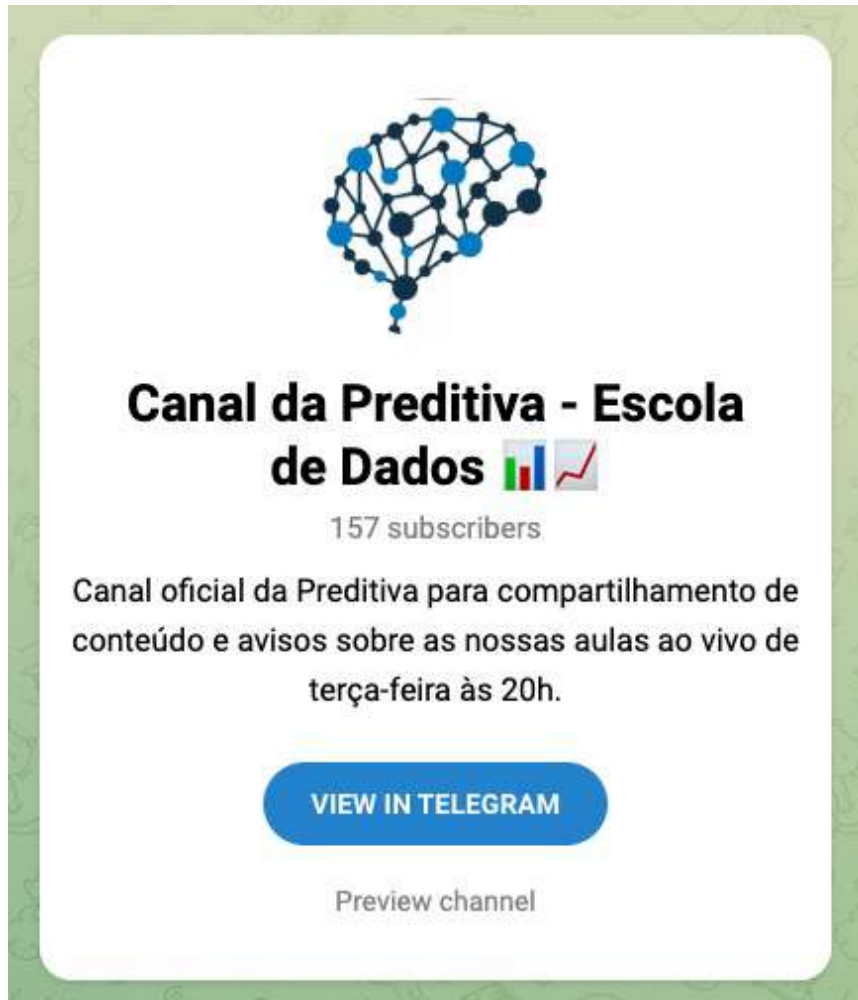 Canal da Preditiva - Escola
de Dados 📊📈
157 subscribers
Canal oficial da Preditiva para compartilhamento de
conteúdo e avisos sobre as nossas aulas ao vivo de
terça-feira às 20h.
VIEW IN TELEGRAM
Preview channel